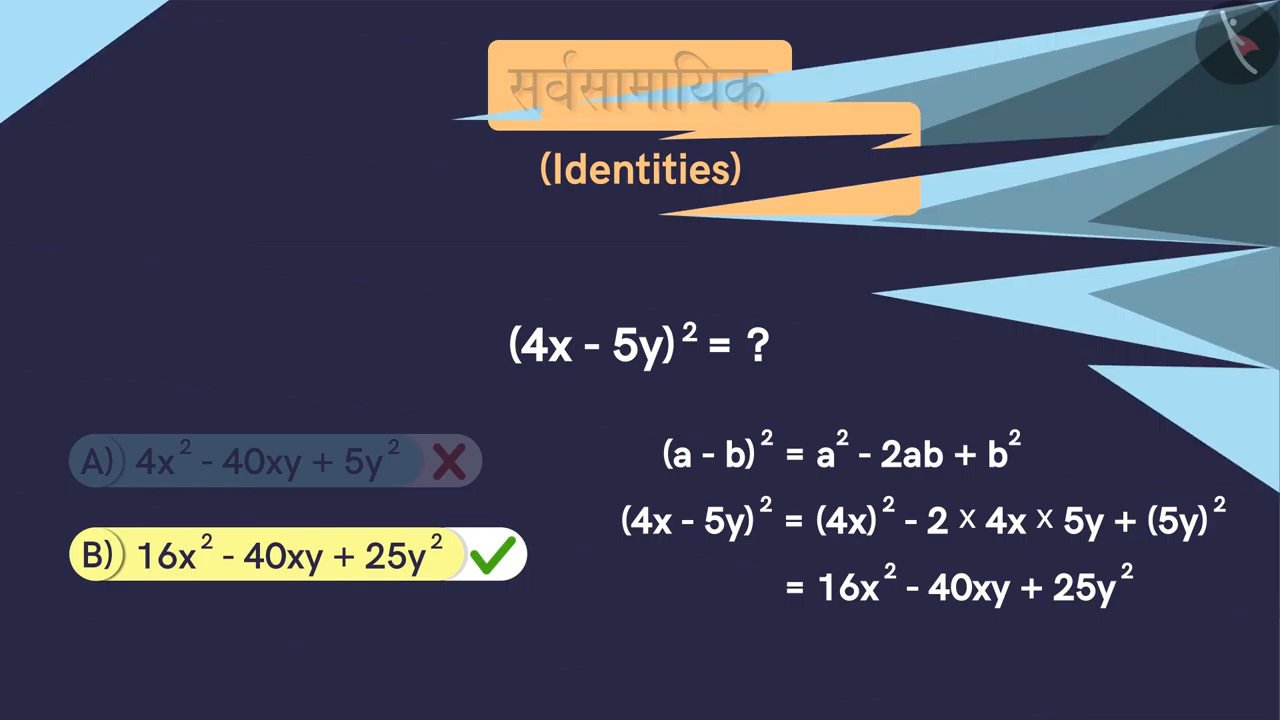 सर्वसामायिक
(Identities)
(4x - 5y)² = ?
A) 4x² - 40xy + 5y²
B) 16x² - 40xy + 25y²
(a - b)² = a² - 2ab + b²
(4x - 5y)² = (4x)² - 2 × 4x × 5y + (5y)²
= 16x² - 40xy + 25y²